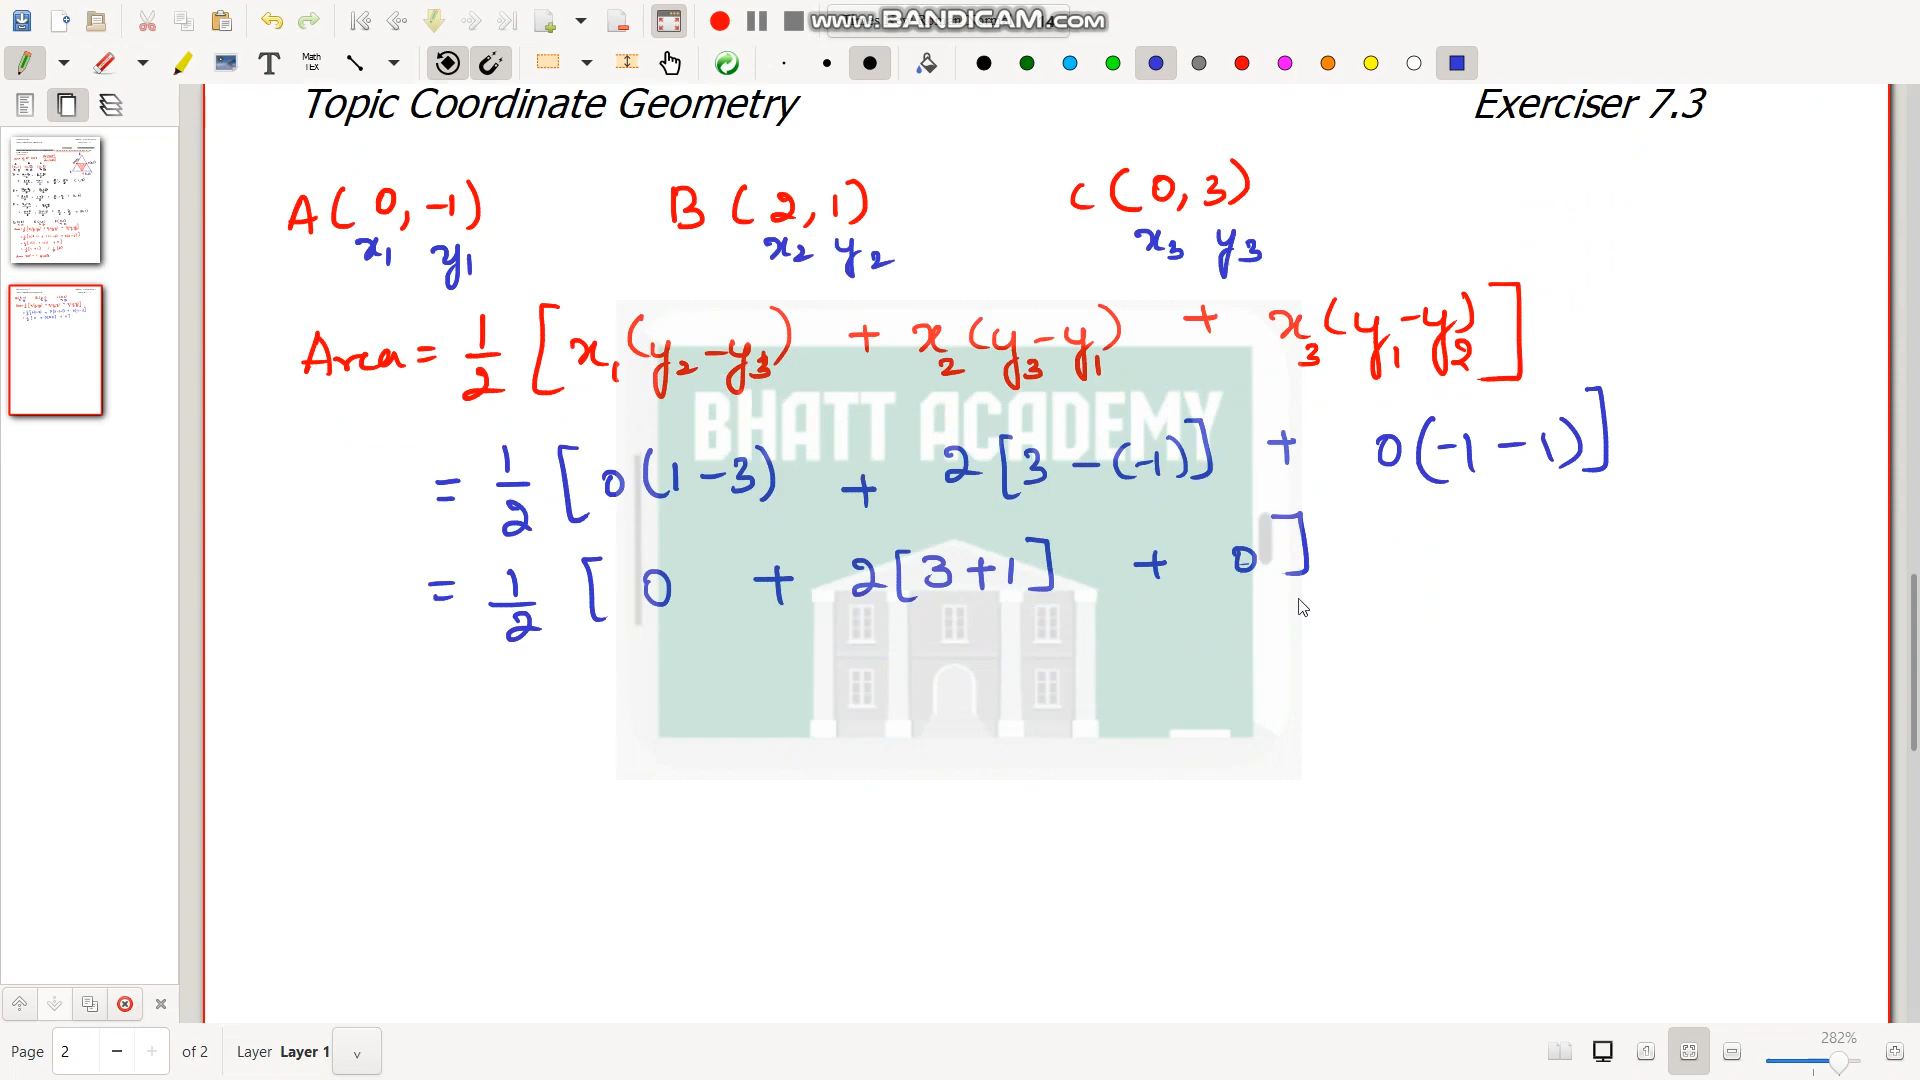 www.BANDICAM.com
Math
TEX
Topic Coordinate Geometry Exerciser 7.3
A(0,-1) B(2,1) C(0,3)
x₁ y₁ x₂ y₂ x₃ y₃
Area = 1/2 [x₁(y₂-y₃) + x₂(y₃-y₁) + x₃(y₁-y₂)]
BHATT ACADEMY
= 1/2 [0(1-3) + 2[3-(-1)] + 0(-1-1)]
= 1/2 [0 + 2[3+1] + 0]
Page 2 of 2 Layer Layer 1 282%